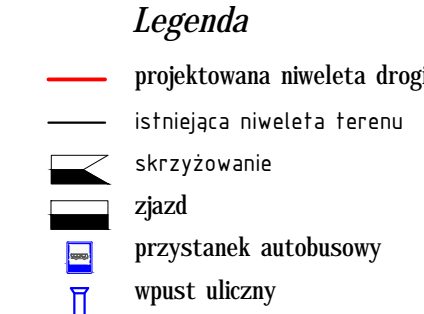 Legenda
projektowana niweleta drogi
istniejąca niweleta terenu
skrzyżowanie
zjazd
przystanek autobusowy
wpust uliczny